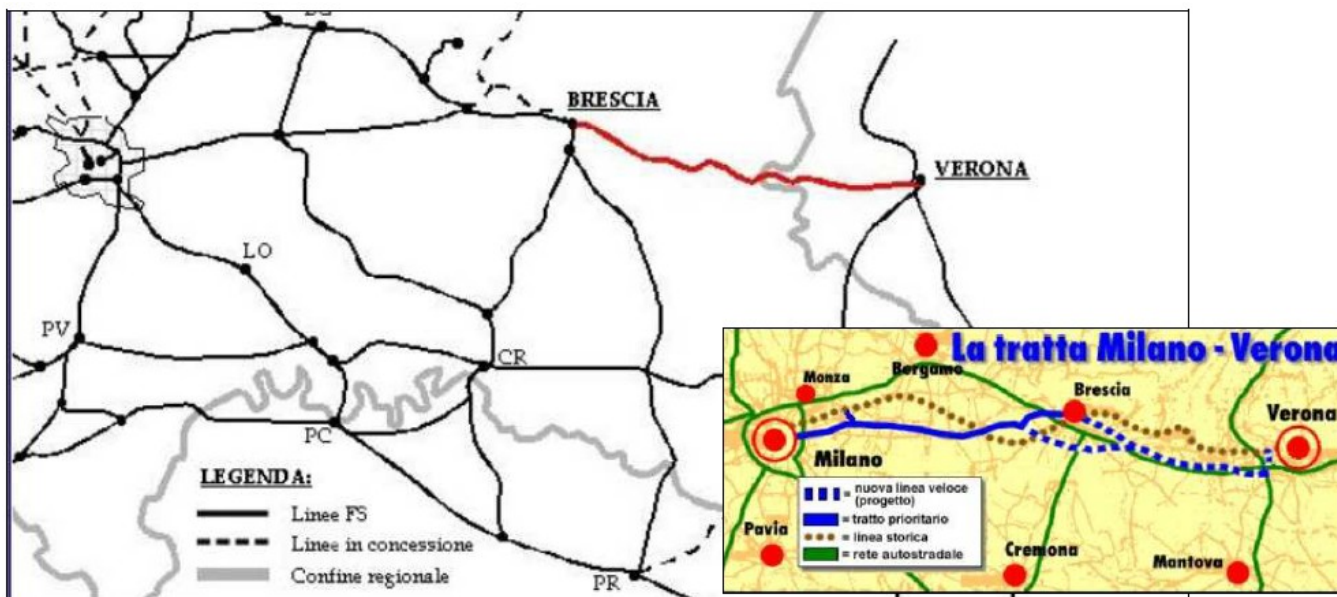 BRESCIA
VERONA
LO
PV
CR
PC
PR
LEGENDA:
Linee FS
Linee in concessione
Confine regionale
La tratta Milano - Verona
Monza
Bergamo
Brescia
Verona
Milano
= nuova linea veloce
(progetto)
= tratto prioritario
= linea storica
= rete autostradale
Pavia
Cremona
Mantova